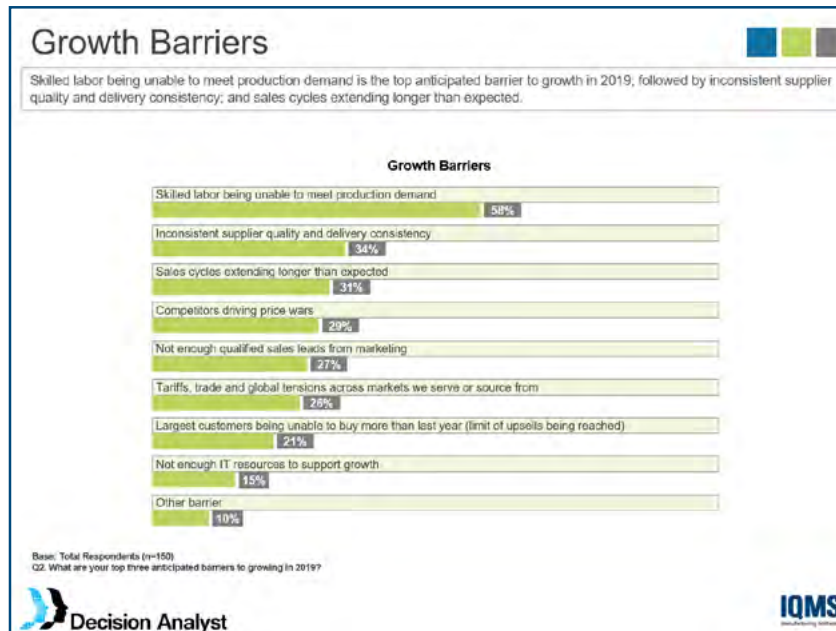 Growth Barriers
Skilled labor being unable to meet production demand is the top anticipated barrier to growth in 2019; followed by inconsistent supplier
quality and delivery consistency; and sales cycles extending longer than expected.
Growth Barriers
Skilled labor being unable to meet production demand
58%
Inconsistent supplier quality and delivery consistency
34%
Sales cycles extending longer than expected
31%
Competitors driving price wars
29%
Not enough qualified sales leads from marketing
27%
Tariffs, trade and global tensions across markets we serve or source from
26%
Largest customers being unable to buy more than last year (limit of upsells being reached)
21%
Not enough IT resources to support growth
15%
Other barrier
10%
Base: Total Respondents (n=150)
Q2. What are your top three anticipated barriers to growing in 2019?
Decision Analyst
IQMS